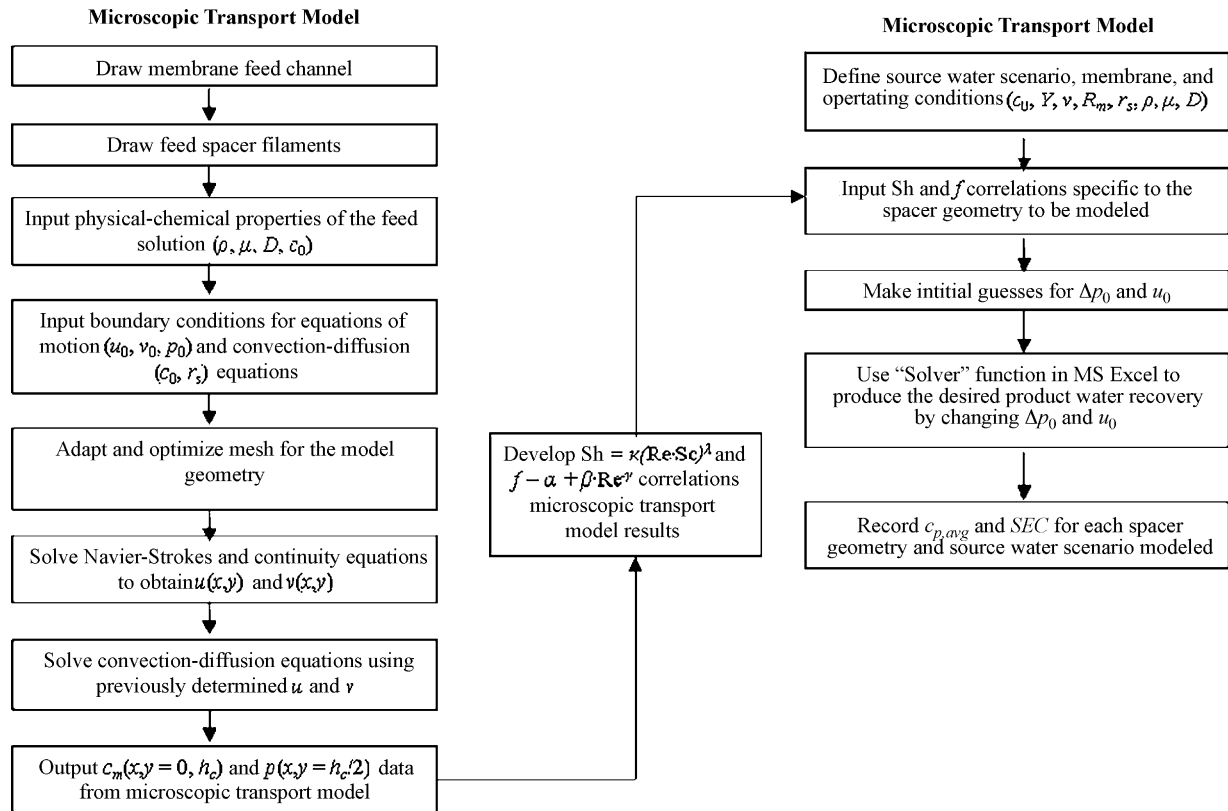 Microscopic Transport Model
Draw membrane feed channel
Draw feed spacer filaments
Input physical-chemical properties of the feed
solution (ρ, μ, D, c₀)
Input boundary conditions for equations of
motion (u₀, v₀, p₀) and convection-diffusion
(c₀, rₛ) equations
Adapt and optimize mesh for the model
geometry
Solve Navier-Strokes and continuity equations
to obtain u(x,y) and v(x,y)
Solve convection-diffusion equations using
previously determined u and v
Output cₘ(x,y = 0, h_c) and p(x,y = h_c/2) data
from microscopic transport model
Develop Sh = κ(Re·Sc)^λ and
f − α + β·Re^γ correlations
microscopic transport
model results
Microscopic Transport Model
Define source water scenario, membrane, and
opertating conditions (c₀, Y, v, Rₘ, rₛ, ρ, μ, D)
Input Sh and f correlations specific to the
spacer geometry to be modeled
Make intitial guesses for Δp₀ and u₀
Use “Solver” function in MS Excel to
produce the desired product water recovery
by changing Δp₀ and u₀
Record c_{p,avg} and SEC for each spacer
geometry and source water scenario modeled